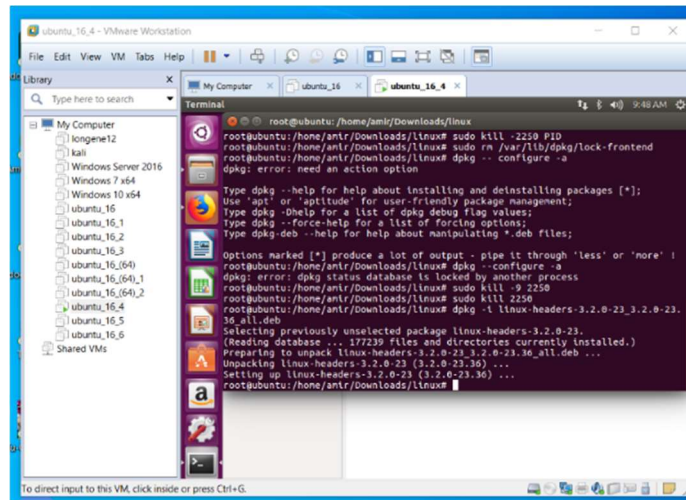 ubuntu_16_4 - VMware Workstation
File Edit View VM Tabs Help
Library
Type here to search
My Computer
longene12
kali
Windows Server 2016
Windows 7 x64
Windows 10 x64
ubuntu_16
ubuntu_16_1
ubuntu_16_2
ubuntu_16_3
ubuntu_16_(64)
ubuntu_16_(64)_1
ubuntu_16_(64)_2
ubuntu_16_4
ubuntu_16_5
ubuntu_16_6
Shared VMs
My Computer
ubuntu_16
ubuntu_16_4
Terminal
9:48 AM
root@ubuntu: /home/amir/Downloads/linux
root@ubuntu:/home/amir/Downloads/linux# sudo kill -2250 PID
root@ubuntu:/home/amir/Downloads/linux# sudo rm /var/lib/dpkg/lock-frontend
root@ubuntu:/home/amir/Downloads/linux# dpkg -- configure -a
dpkg: error: need an action option
Type dpkg --help for help about installing and deinstalling packages [*];
Use 'apt' or 'aptitude' for user-friendly package management;
Type dpkg -Dhelp for a list of dpkg debug flag values;
Type dpkg --force-help for a list of forcing options;
Type dpkg-deb --help for help about manipulating *.deb files;
Options marked [*] produce a lot of output - pipe it through 'less' or 'more' !
root@ubuntu:/home/amir/Downloads/linux# dpkg --configure -a
dpkg: error: dpkg status database is locked by another process
root@ubuntu:/home/amir/Downloads/linux# sudo kill -9 2250
root@ubuntu:/home/amir/Downloads/linux# sudo kill 2250
root@ubuntu:/home/amir/Downloads/linux# dpkg -i linux-headers-3.2.0-23_3.2.0-23.
36_all.deb
Selecting previously unselected package linux-headers-3.2.0-23.
(Reading database ... 177239 files and directories currently installed.)
Preparing to unpack linux-headers-3.2.0-23_3.2.0-23.36_all.deb ...
Unpacking linux-headers-3.2.0-23 (3.2.0-23.36) ...
Setting up linux-headers-3.2.0-23 (3.2.0-23.36) ...
root@ubuntu:/home/amir/Downloads/linux#
To direct input to this VM, click inside or press Ctrl+G.